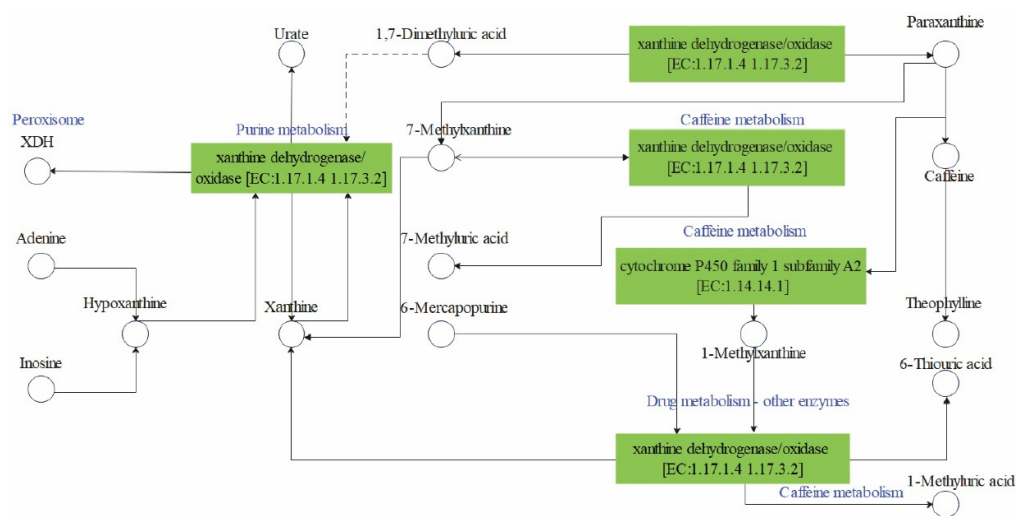 Paraxanthine
Urate
1,7-Dimethyluric acid
xanthine dehydrogenase/oxidase
[EC:1.17.1.4 1.17.3.2]
Peroxisome
XDH
Purine metabolism
7-Methylxanthine
Caffeine metabolism
xanthine dehydrogenase/
oxidase [EC:1.17.1.4 1.17.3.2]
xanthine dehydrogenase/oxidase
[EC:1.17.1.4 1.17.3.2]
Caffeine
Adenine
7-Methyluric acid
Caffeine metabolism
cytochrome P450 family 1 subfamily A2
[EC:1.14.14.1]
Hypoxanthine
Xanthine
6-Mercapopurine
Theophylline
Inosine
1-Methylxanthine
6-Thiouric acid
Drug metabolism - other enzymes
xanthine dehydrogenase/oxidase
[EC:1.17.1.4 1.17.3.2]
1-Methyluric acid
Caffeine metabolism